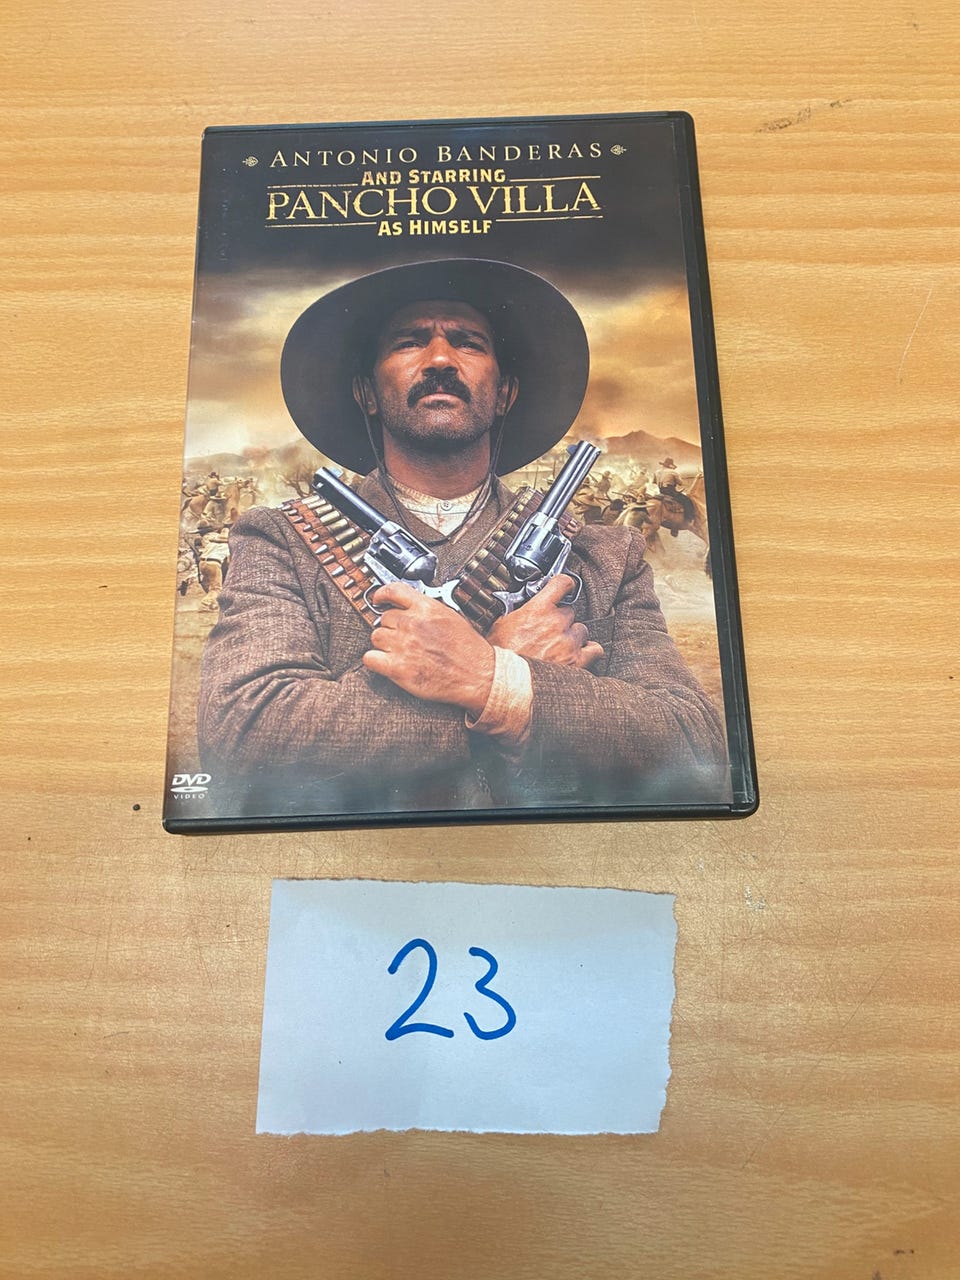 ANTONIO BANDERAS
AND STARRING
PANCHO VILLA
AS HIMSELF
DVD
VIDEO
23